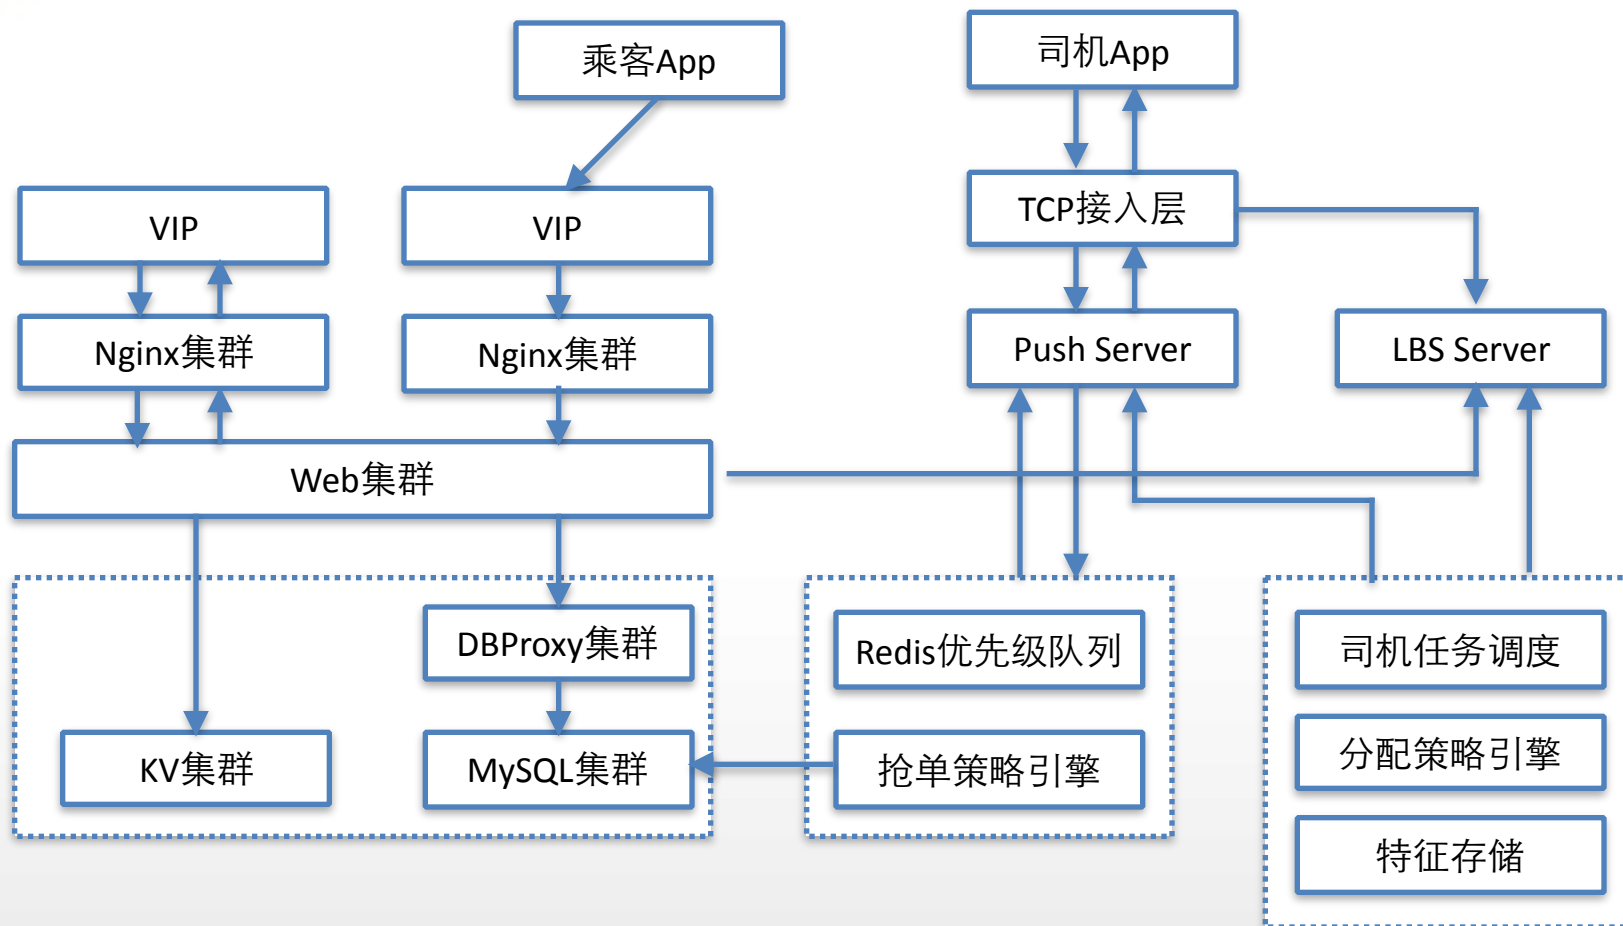 乘客App
司机App
VIP
VIP
TCP接入层
Nginx集群
Nginx集群
Push Server
LBS Server
Web集群
DBProxy集群
Redis优先级队列
司机任务调度
KV集群
MySQL集群
抢单策略引擎
分配策略引擎
特征存储